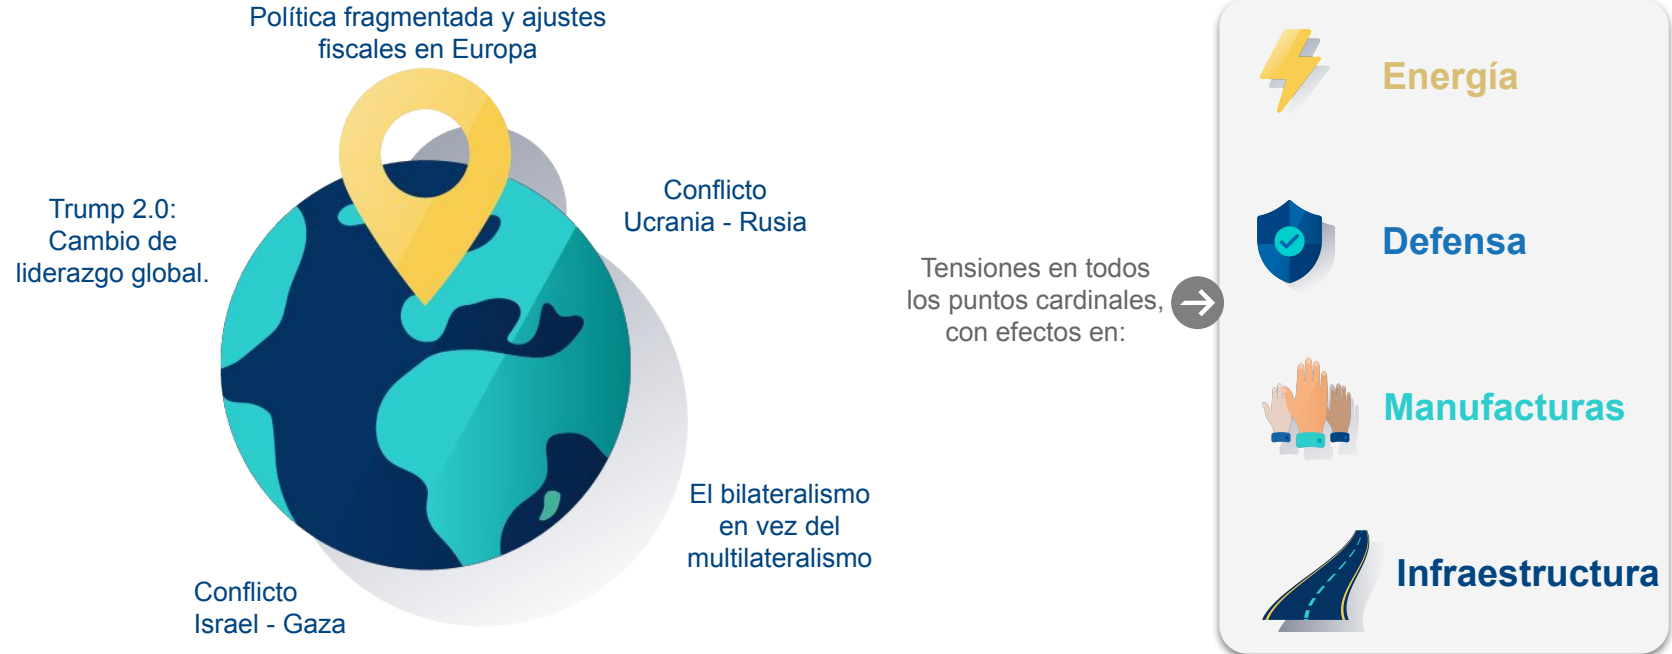 Política fragmentada y ajustes
fiscales en Europa
Trump 2.0:
Cambio de
liderazgo global.
Conflicto
Ucrania - Rusia
El bilateralismo
en vez del
multilateralismo
Conflicto
Israel - Gaza
Tensiones en todos
los puntos cardinales,
con efectos en:
Energía
Defensa
Manufacturas
Infraestructura